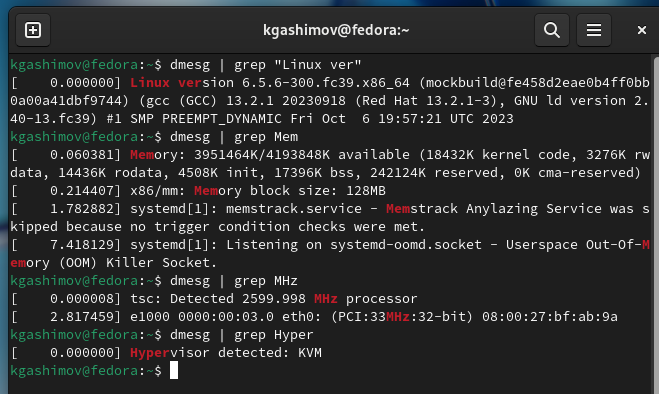 kgashimov@fedora:~
kgashimov@fedora:~$ dmesg | grep "Linux ver"
[    0.000000] Linux version 6.5.6-300.fc39.x86_64 (mockbuild@fe458d2eae0b4ff0bb
0a00a41dbf9744) (gcc (GCC) 13.2.1 20230918 (Red Hat 13.2.1-3), GNU ld version 2.
40-13.fc39) #1 SMP PREEMPT_DYNAMIC Fri Oct  6 19:57:21 UTC 2023
kgashimov@fedora:~$ dmesg | grep Mem
[    0.060381] Memory: 3951464K/4193848K available (18432K kernel code, 3276K rw
data, 14436K rodata, 4508K init, 17396K bss, 242124K reserved, 0K cma-reserved)
[    0.214407] x86/mm: Memory block size: 128MB
[    1.782882] systemd[1]: memstrack.service - Memstrack Anylazing Service was s
kipped because no trigger condition checks were met.
[    7.418129] systemd[1]: Listening on systemd-oomd.socket - Userspace Out-Of-M
emory (OOM) Killer Socket.
kgashimov@fedora:~$ dmesg | grep MHz
[    0.000008] tsc: Detected 2599.998 MHz processor
[    2.817459] e1000 0000:00:03.0 eth0: (PCI:33MHz:32-bit) 08:00:27:bf:ab:9a
kgashimov@fedora:~$ dmesg | grep Hyper
[    0.000000] Hypervisor detected: KVM
kgashimov@fedora:~$